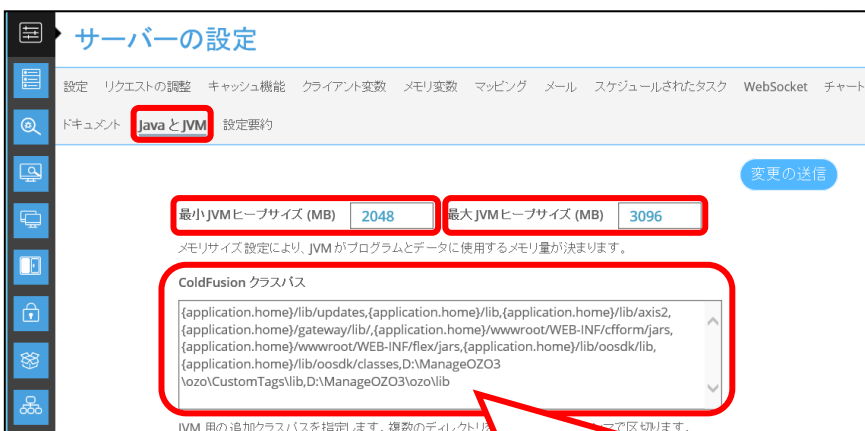 サーバーの設定
設定 リクエストの調整 キャッシュ機能 クライアント変数 メモリ変数 マッピング メール スケジュールされたタスク WebSocket チャート
ドキュメント Java と JVM 設定要約
変更の送信
最小 JVM ヒープサイズ (MB) 2048 最大 JVM ヒープサイズ (MB) 3096
メモリサイズ設定により、JVM がプログラムとデータに使用するメモリ量が決まります。
ColdFusion クラスパス
{application.home}/lib/updates,{application.home}/lib,{application.home}/lib/axis2,
{application.home}/gateway/lib/,{application.home}/wwwroot/WEB-INF/cfform/jars,
{application.home}/wwwroot/WEB-INF/flex/jars,{application.home}/lib/oosdk/lib,
{application.home}/lib/oosdk/classes,D:\ManageOZO3
\ozo\CustomTags\lib,D:\ManageOZO3\ozo\lib
JVM 用の追加クラスパスを指定します。複数のディレクトリ マで区切ります。